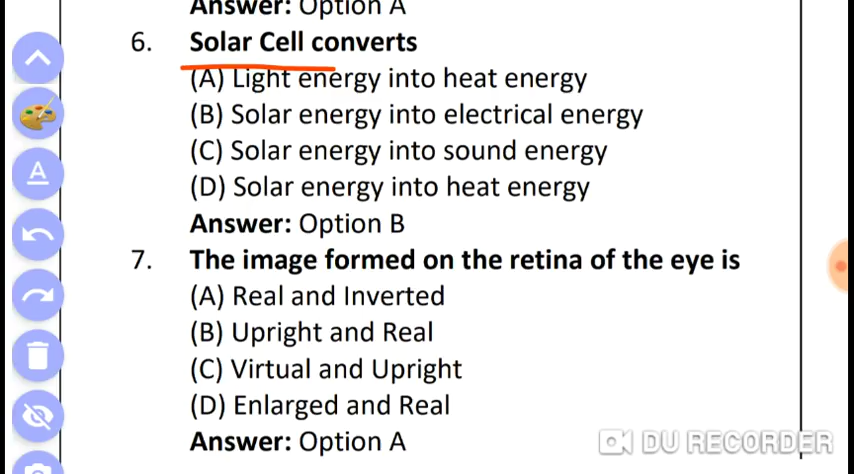 Answer: Option A
6. Solar Cell converts
(A) Light energy into heat energy
(B) Solar energy into electrical energy
(C) Solar energy into sound energy
(D) Solar energy into heat energy
Answer: Option B
7. The image formed on the retina of the eye is
(A) Real and Inverted
(B) Upright and Real
(C) Virtual and Upright
(D) Enlarged and Real
Answer: Option A
A
DU RECORDER